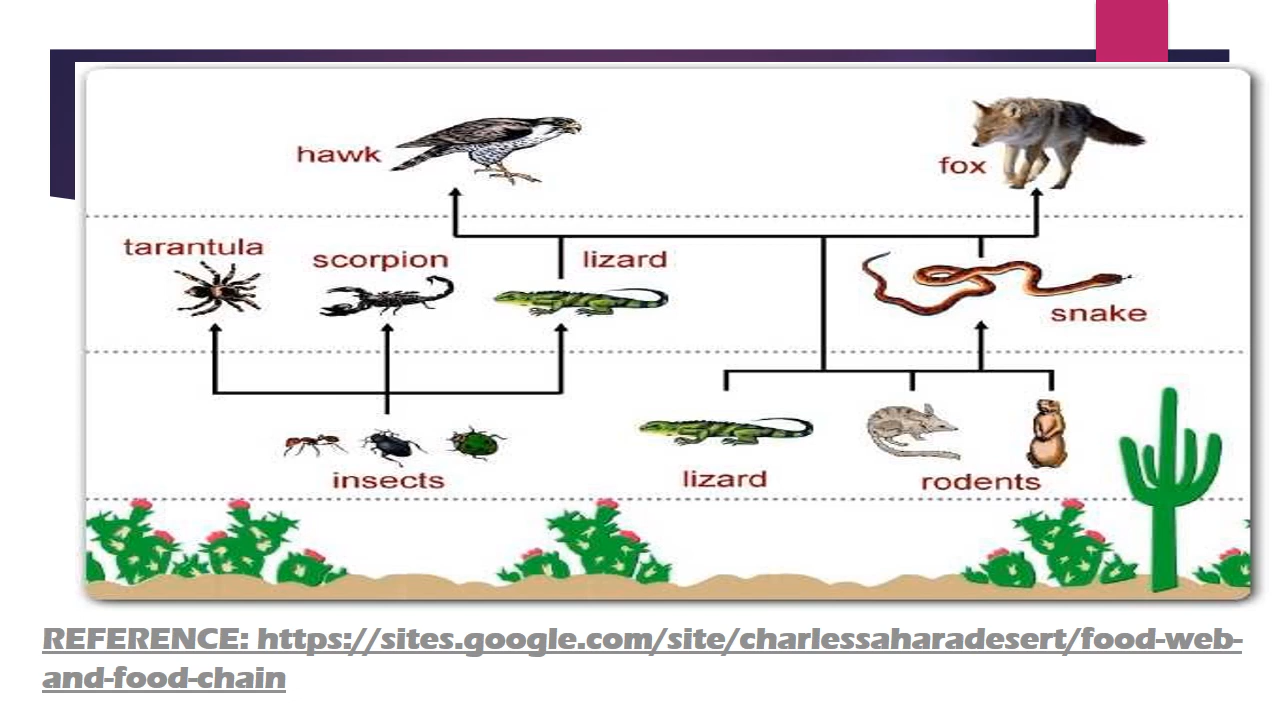 hawk
fox
tarantula
scorpion
lizard
snake
insects
lizard
rodents
REFERENCE: https://sites.google.com/site/charlessaharadesert/food-web-
and-food-chain